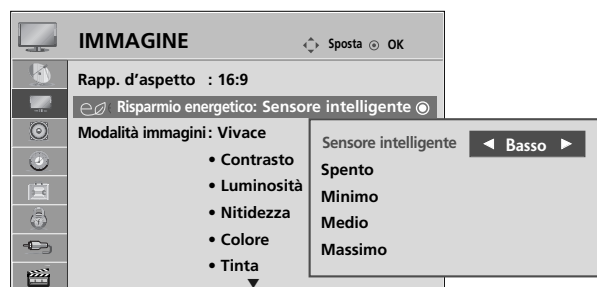 IMMAGINE
Sposta OK
Rapp. d'aspetto : 16:9
Risparmio energetico: Sensore intelligente
Modalità immagini : Vivace
• Contrasto
• Luminosità
• Nitidezza
• Colore
• Tinta
Sensore intelligente ◄ Basso ►
Spento
Minimo
Medio
Massimo